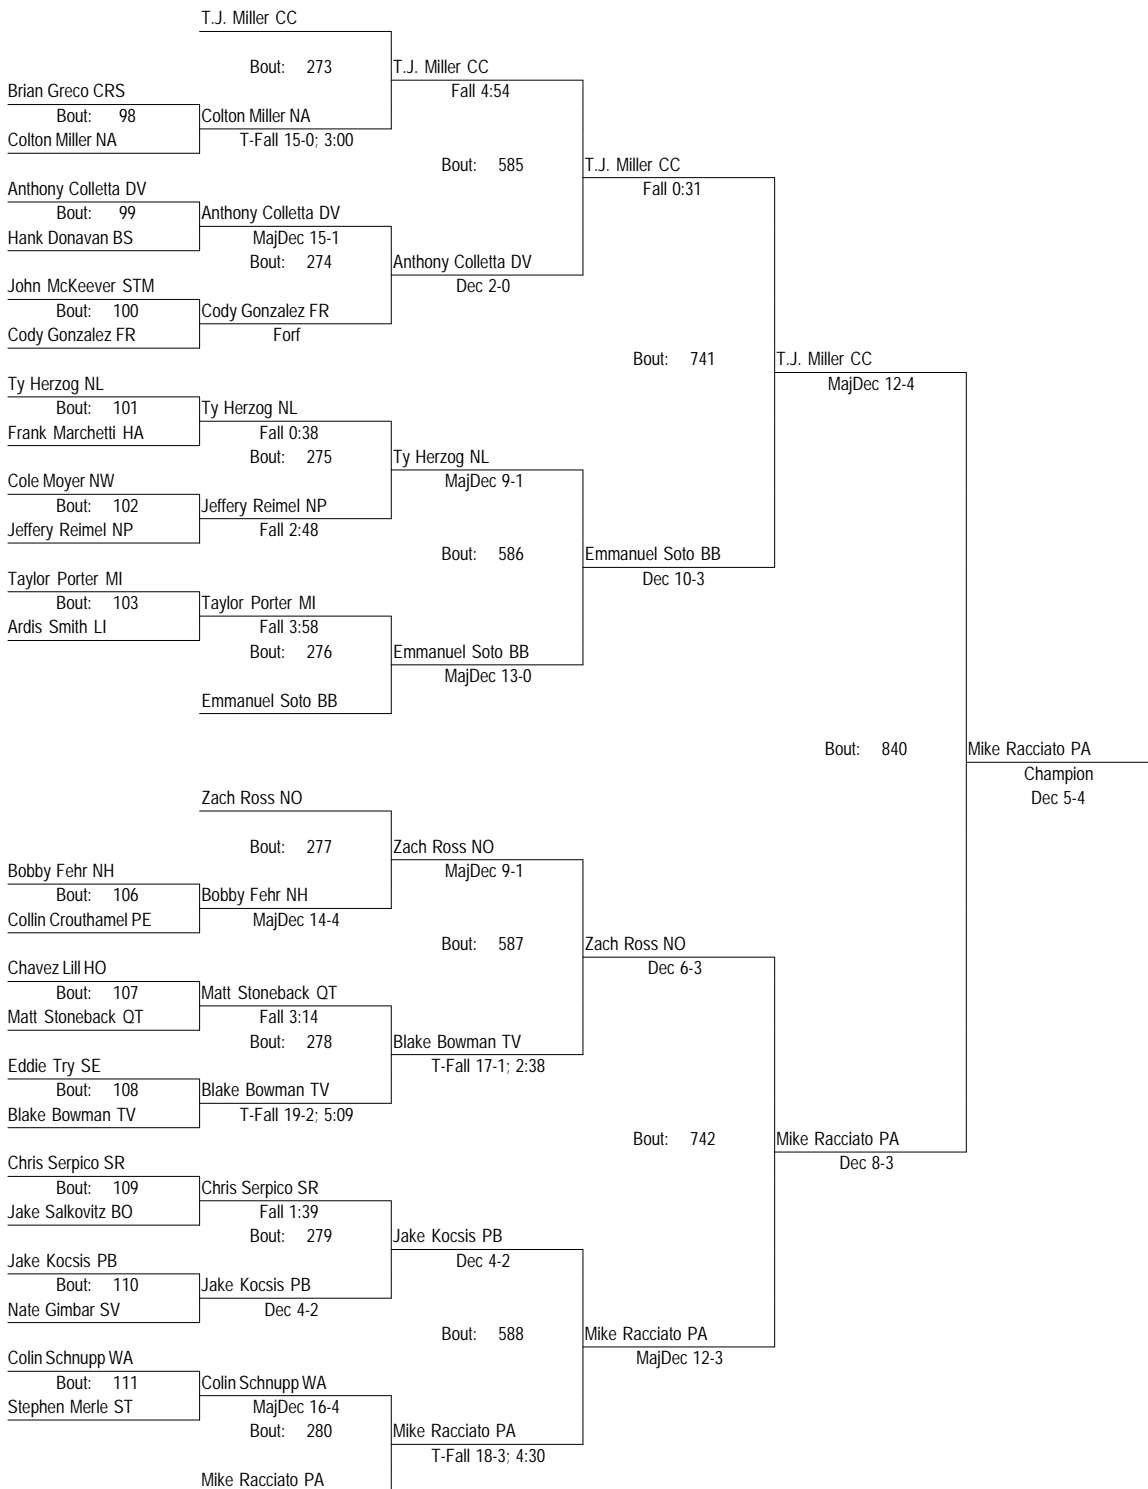 T.J. Miller CC
Bout: 273
T.J. Miller CC
Brian Greco CRS
Fall 4:54
Bout: 98
Colton Miller NA
Colton Miller NA
T-Fall 15-0; 3:00
Bout: 585
T.J. Miller CC
Anthony Colletta DV
Fall 0:31
Bout: 99
Anthony Colletta DV
Hank Donavan BS
MajDec 15-1
Bout: 274
Anthony Colletta DV
John McKeever STM
Dec 2-0
Bout: 100
Cody Gonzalez FR
Cody Gonzalez FR
Forf
Bout: 741
T.J. Miller CC
Ty Herzog NL
MajDec 12-4
Bout: 101
Ty Herzog NL
Frank Marchetti HA
Fall 0:38
Bout: 275
Ty Herzog NL
Cole Moyer NW
MajDec 9-1
Bout: 102
Jeffery Reimel NP
Jeffery Reimel NP
Fall 2:48
Bout: 586
Emmanuel Soto BB
Taylor Porter MI
Dec 10-3
Bout: 103
Taylor Porter MI
Ardis Smith LI
Fall 3:58
Bout: 276
Emmanuel Soto BB
MajDec 13-0
Emmanuel Soto BB
Bout: 840
Mike Racciato PA
Champion
Dec 5-4
Zach Ross NO
Bout: 277
Zach Ross NO
Bobby Fehr NH
MajDec 9-1
Bout: 106
Bobby Fehr NH
Collin Crouthamel PE
MajDec 14-4
Bout: 587
Zach Ross NO
Chavez Lill HO
Dec 6-3
Bout: 107
Matt Stoneback QT
Matt Stoneback QT
Fall 3:14
Bout: 278
Blake Bowman TV
Eddie Try SE
T-Fall 17-1; 2:38
Bout: 108
Blake Bowman TV
Blake Bowman TV
T-Fall 19-2; 5:09
Bout: 742
Mike Racciato PA
Chris Serpico SR
Dec 8-3
Bout: 109
Chris Serpico SR
Jake Salkovitz BO
Fall 1:39
Bout: 279
Jake Kocsis PB
Jake Kocsis PB
Dec 4-2
Bout: 110
Jake Kocsis PB
Nate Gimbar SV
Dec 4-2
Bout: 588
Mike Racciato PA
Colin Schnupp WA
MajDec 12-3
Bout: 111
Colin Schnupp WA
Stephen Merle ST
MajDec 16-4
Bout: 280
Mike Racciato PA
T-Fall 18-3; 4:30
Mike Racciato PA